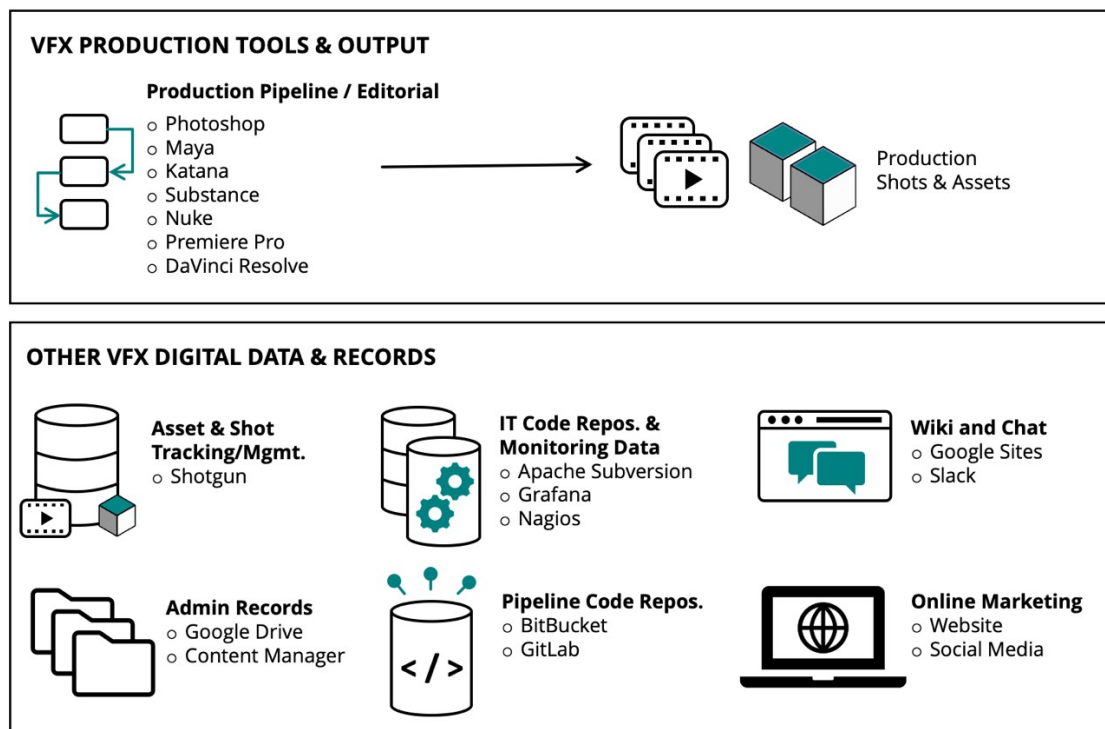 VFX PRODUCTION TOOLS & OUTPUT
Production Pipeline / Editorial
o Photoshop
o Maya
o Katana
o Substance
o Nuke
o Premiere Pro
o DaVinci Resolve
Production
Shots & Assets
OTHER VFX DIGITAL DATA & RECORDS
Asset & Shot
Tracking/Mgmt.
o Shotgun
IT Code Repos. &
Monitoring Data
o Apache Subversion
o Grafana
o Nagios
Wiki and Chat
o Google Sites
o Slack
Admin Records
o Google Drive
o Content Manager
</>
Pipeline Code Repos.
o BitBucket
o GitLab
Online Marketing
o Website
o Social Media